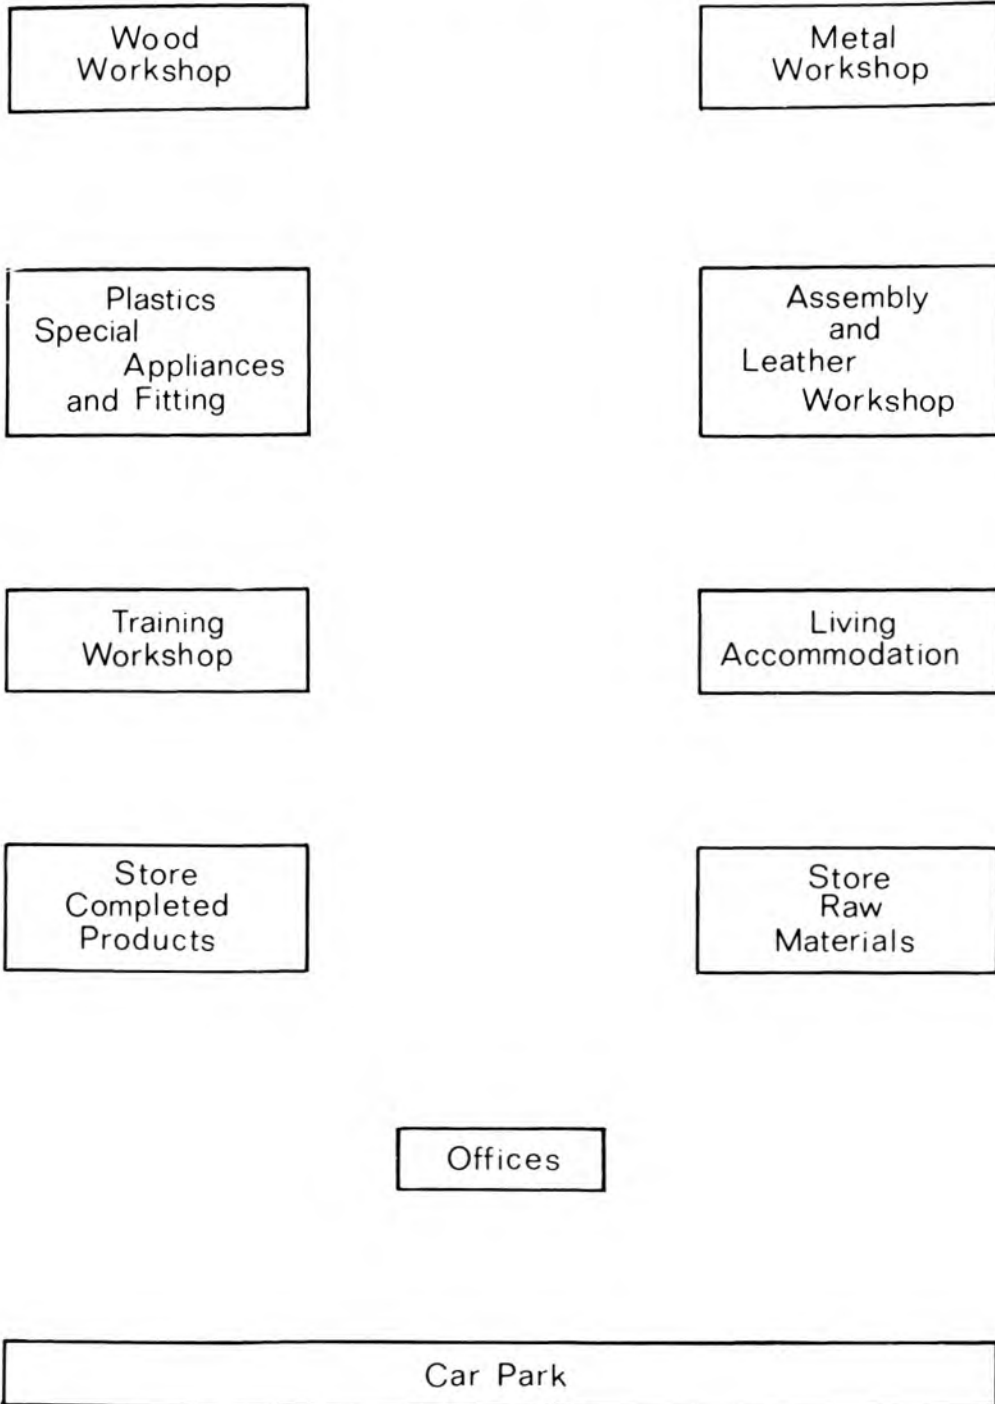 Wood
Workshop
Metal
Workshop
Plastics
Special
Appliances
and Fitting
Assembly
and
Leather
Workshop
Training
Workshop
Living
Accommodation
Store
Completed
Products
Store
Raw
Materials
Offices
Car Park